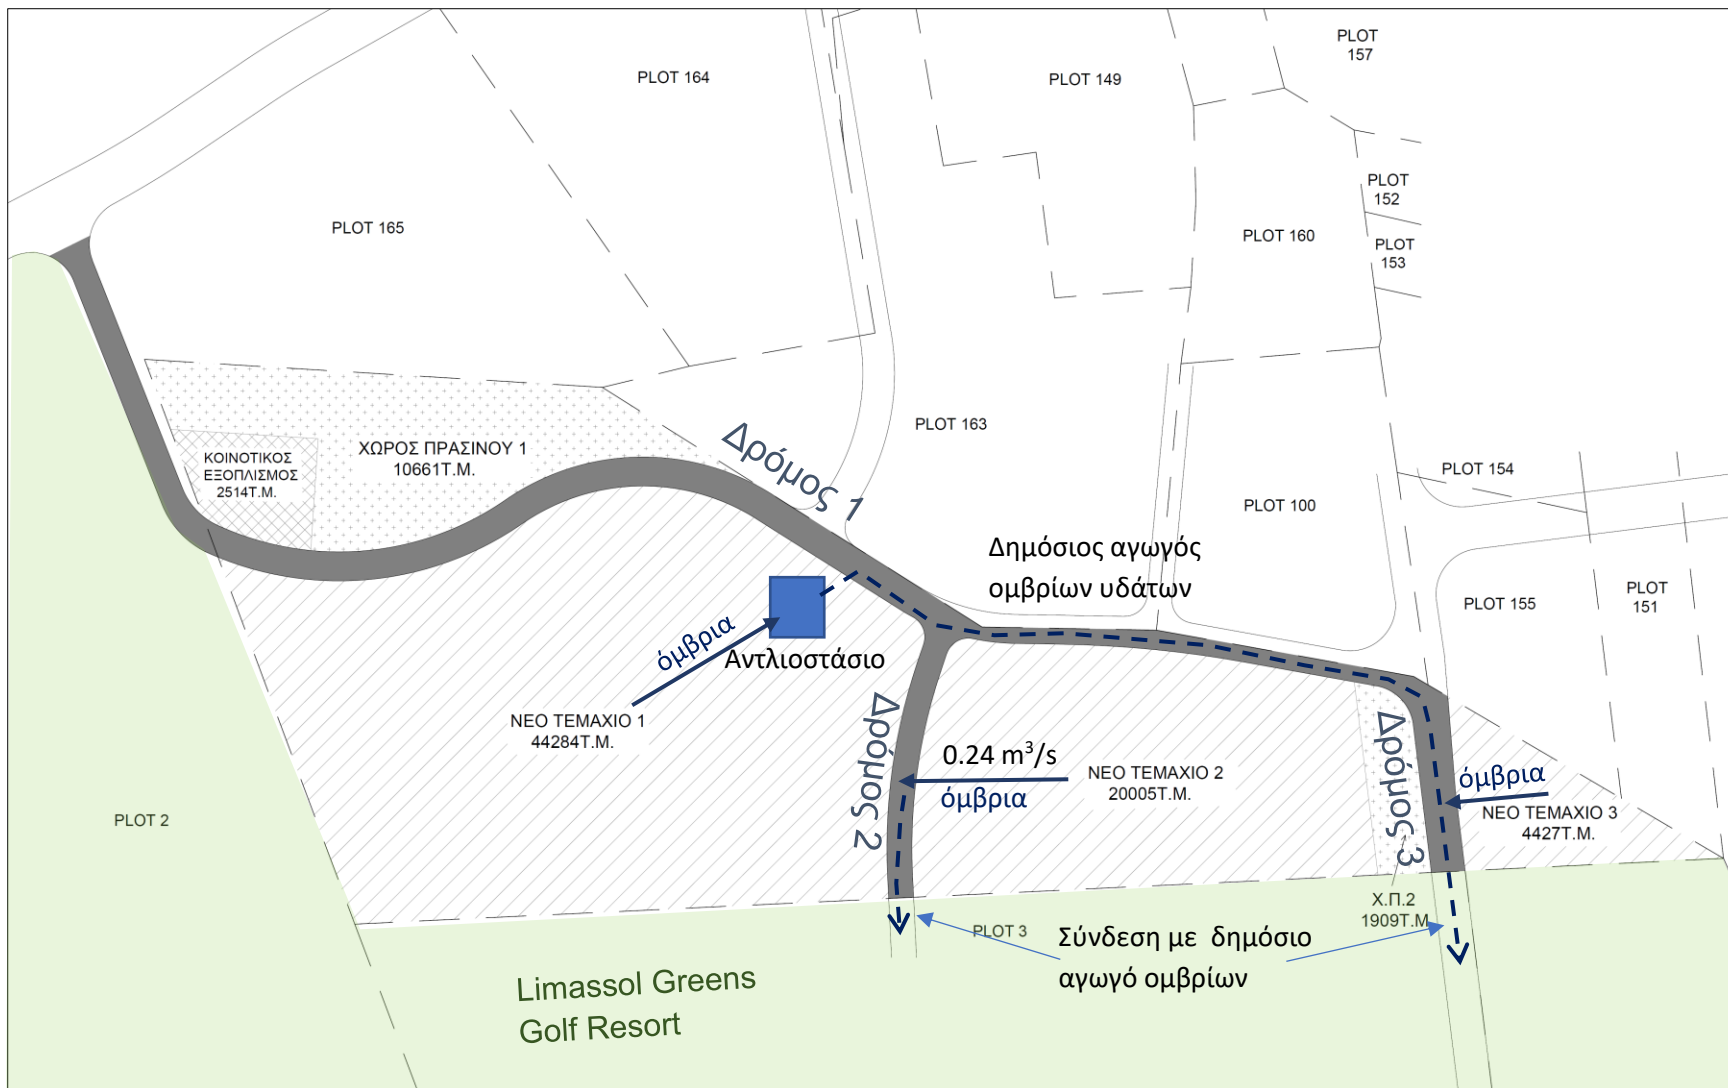 PLOT
157
PLOT 164
PLOT 149
PLOT
152
PLOT 165
PLOT 160
PLOT
153
Δρόμος 1
PLOT 163
ΚΟΙΝΟΤΙΚΟΣ
ΕΞΟΠΛΙΣΜΟΣ
2514Τ.Μ.
ΧΩΡΟΣ ΠΡΑΣΙΝΟΥ 1
10661Τ.Μ.
PLOT 154
PLOT 100
Δημόσιος αγωγός
ομβρίων υδάτων
PLOT
151
PLOT 155
όμβρια
Αντλιοστάσιο
ΝΕΟ ΤΕΜΑΧΙΟ 1
44284Τ.Μ.
Δρόμος 2
0.24 m³/s
όμβρια
ΝΕΟ ΤΕΜΑΧΙΟ 2
20005Τ.Μ.
Δρόμος 3
όμβρια
ΝΕΟ ΤΕΜΑΧΙΟ 3
4427Τ.Μ.
PLOT 2
Χ.Π.2
1909Τ.Μ
PLOT 3
Σύνδεση με δημόσιο
αγωγό ομβρίων
Limassol Greens
Golf Resort